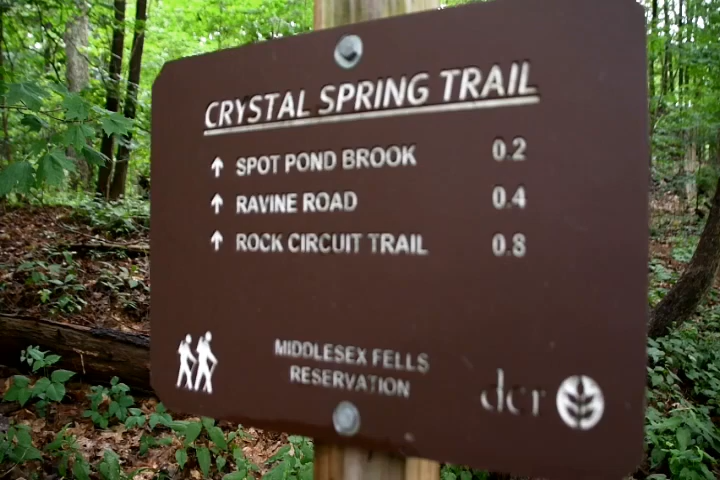 CRYSTAL SPRING TRAIL
↑ SPOT POND BROOK 0.2
↑ RAVINE ROAD 0.4
↑ ROCK CIRCUIT TRAIL 0.8
MIDDLESEX FELLS
RESERVATION
dcr